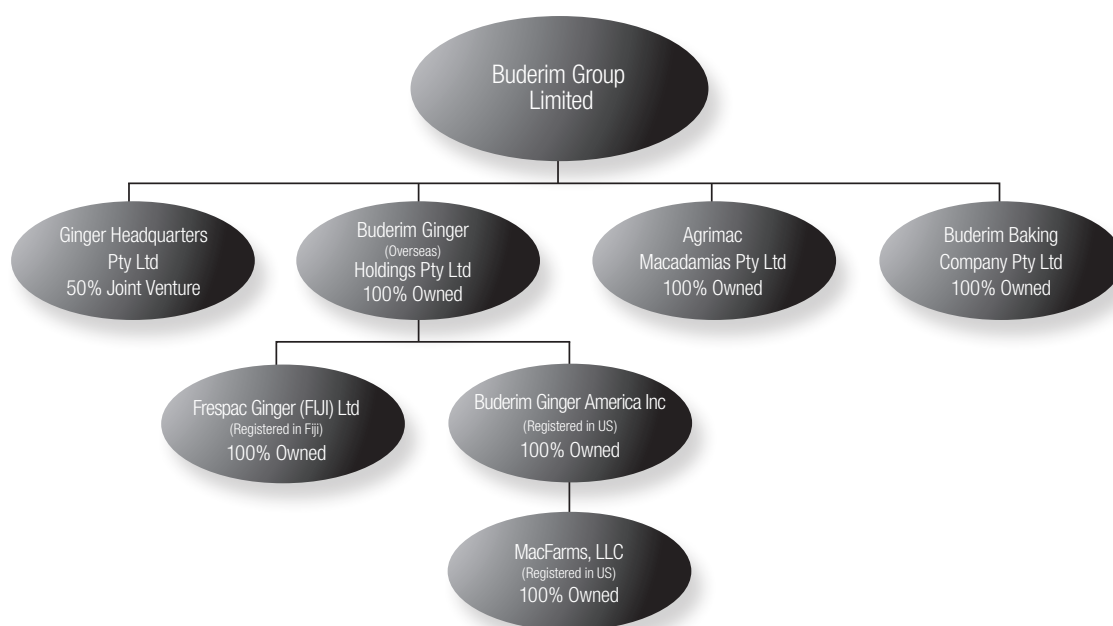 Buderim Group
Limited
Ginger Headquarters
Pty Ltd
50% Joint Venture
Buderim Ginger
(Overseas)
Holdings Pty Ltd
100% Owned
Agrimac
Macadamias Pty Ltd
100% Owned
Buderim Baking
Company Pty Ltd
100% Owned
Frespac Ginger (FIJI) Ltd
(Registered in Fiji)
100% Owned
Buderim Ginger America Inc
(Registered in US)
100% Owned
MacFarms, LLC
(Registered in US)
100% Owned